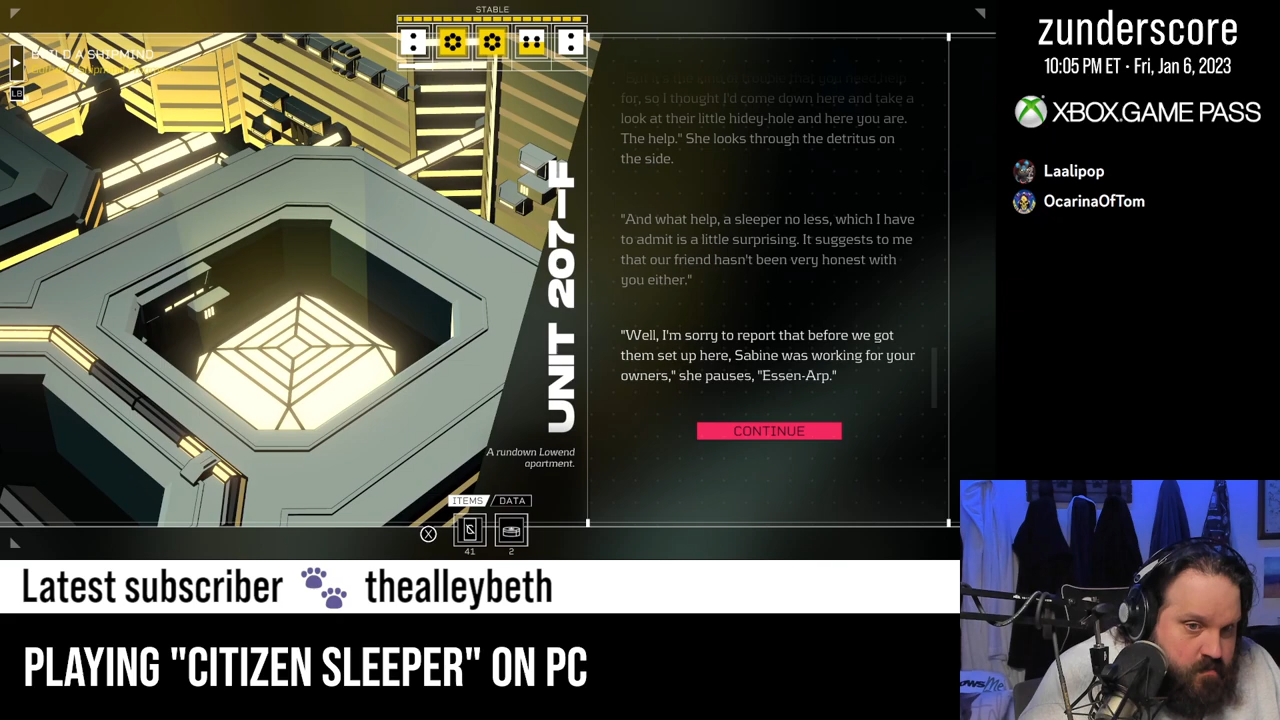 STABLE
BUILD A SHIPMIND
LB
for, so I thought I'd come down here and take a
look at their little hidey-hole and here you are.
The help." She looks through the detritus on
the side.
"And what help, a sleeper no less, which I have
to admit is a little surprising. It suggests to me
that our friend hasn't been very honest with
you either."
"Well, I'm sorry to report that before we got
them set up here, Sabine was working for your
owners," she pauses, "Essen-Arp."
CONTINUE
UNIT 207-F
A rundown Lowend
apartment.
ITEMS / DATA
X
41
2
zunderscore
10:05 PM ET · Fri, Jan 6, 2023
XBOX GAME PASS
Laalipop
OcarinaOfTom
Latest subscriber thealleybeth
PLAYING "CITIZEN SLEEPER" ON PC